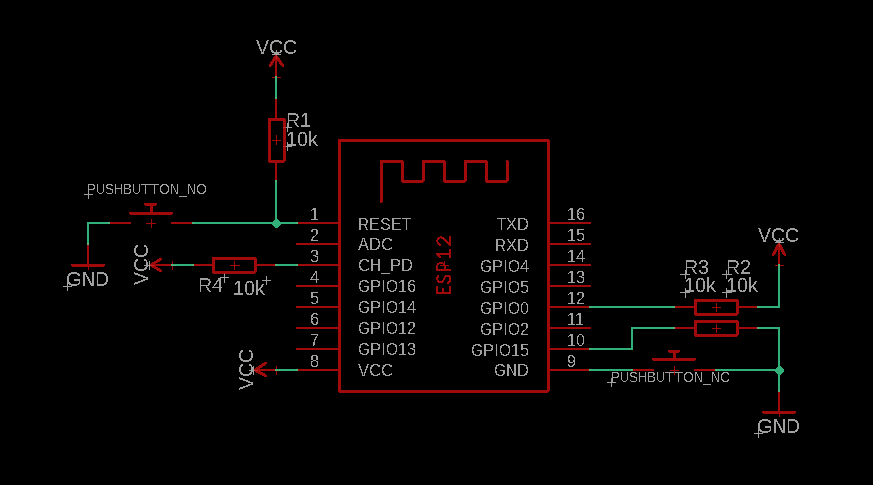 VCC
R1
10k
PUSHBUTTON_NO
GND
VCC
R4
10k
VCC
1
2
3
4
5
6
7
8
RESET
ADC
CH_PD
GPIO16
GPIO14
GPIO12
GPIO13
VCC
ESP12
TXD
RXD
GPIO4
GPIO5
GPIO0
GPIO2
GPIO15
GND
16
15
14
13
12
11
10
9
VCC
R3 R2
10k 10k
PUSHBUTTON_NC
GND